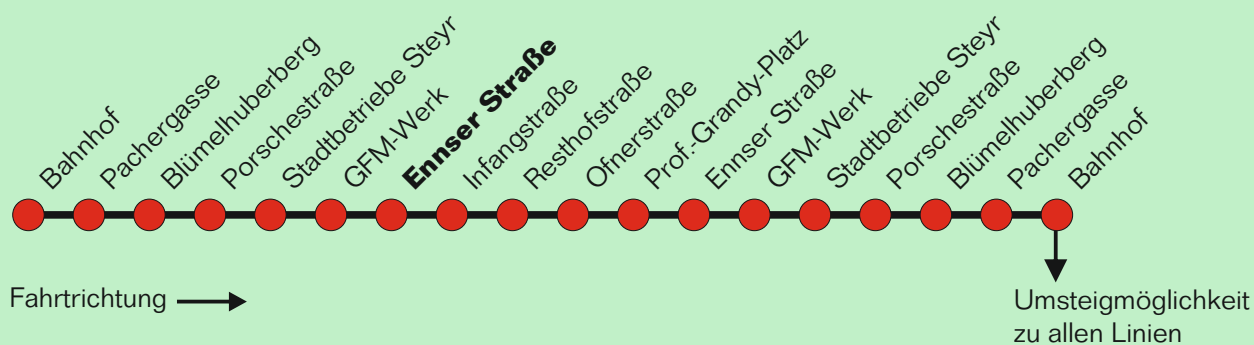 Bahnhof
Pachergasse
Blümelhuberberg
Porschestraße
Stadtbetriebe Steyr
GFM-Werk
Ennser Straße
Infangstraße
Resthofstraße
Ofnerstraße
Prof.-Grandy-Platz
Ennser Straße
GFM-Werk
Stadtbetriebe Steyr
Porschestraße
Blümelhuberberg
Pachergasse
Bahnhof
Fahrtrichtung
Umsteigmöglichkeit
zu allen Linien